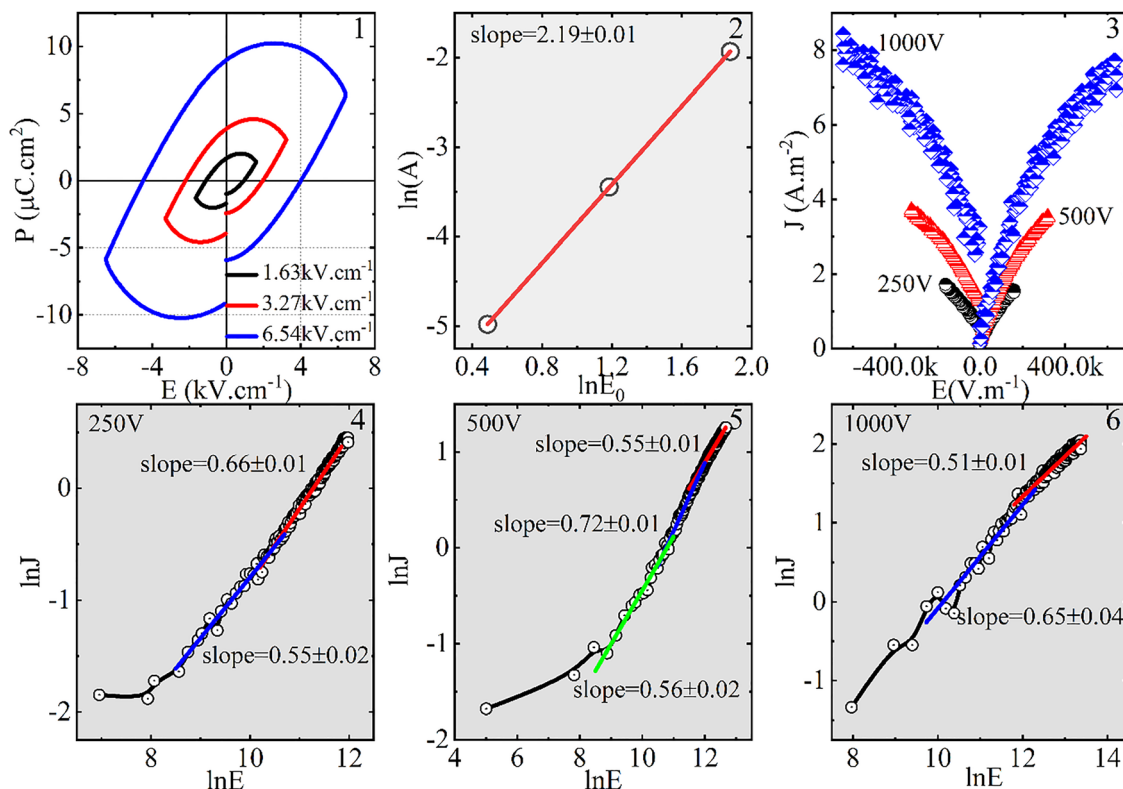 1
10
5
0
-5
-10
P (μC.cm²)
-8
-4
0
4
8
E (kV.cm⁻¹)
1.63kV.cm⁻¹
3.27kV.cm⁻¹
6.54kV.cm⁻¹
2
slope=2.19±0.01
-2
-3
-4
-5
ln(A)
0.4
0.8
1.2
1.6
2.0
lnE₀
3
1000V
500V
250V
8
6
4
2
0
J (A.m⁻²)
-400.0k
0
400.0k
E(V.m⁻¹)
4
250V
slope=0.66±0.01
slope=0.55±0.02
0
-1
-2
lnJ
8
10
12
lnE
5
500V
slope=0.55±0.01
slope=0.72±0.01
slope=0.56±0.02
1
0
-1
-2
lnJ
4
6
8
10
12
lnE
6
1000V
slope=0.51±0.01
slope=0.65±0.04
2
1
0
-1
lnJ
8
10
12
14
lnE